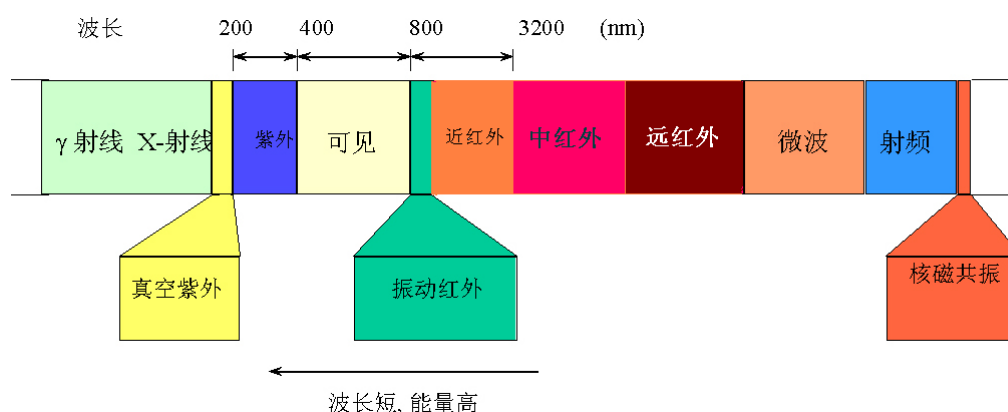 波长 200 400 800 3200 (nm)
γ射线 X-射线 紫外 可见 近红外 中红外 远红外 微波 射频
真空紫外 振动红外 核磁共振
波长短, 能量高